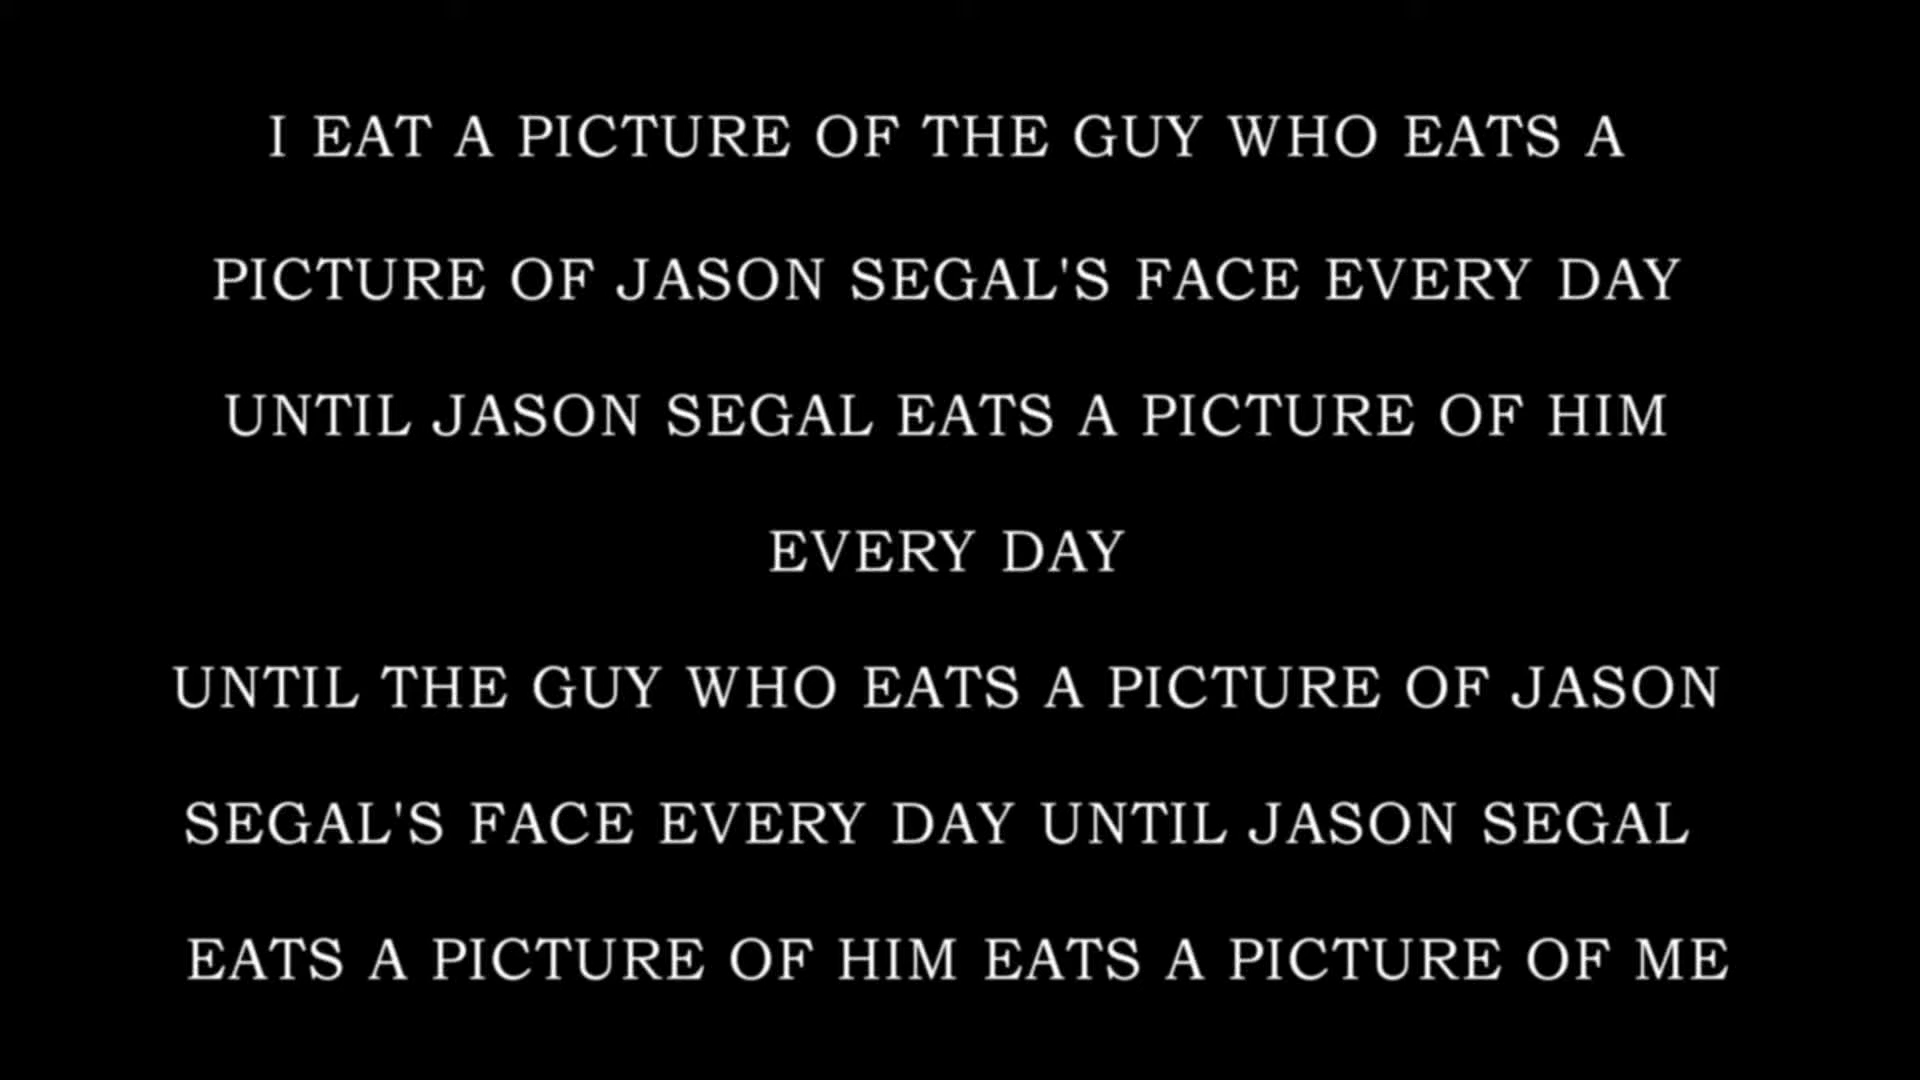 I EAT A PICTURE OF THE GUY WHO EATS A
PICTURE OF JASON SEGAL'S FACE EVERY DAY
UNTIL JASON SEGAL EATS A PICTURE OF HIM
EVERY DAY
UNTIL THE GUY WHO EATS A PICTURE OF JASON
SEGAL'S FACE EVERY DAY UNTIL JASON SEGAL
EATS A PICTURE OF HIM EATS A PICTURE OF ME